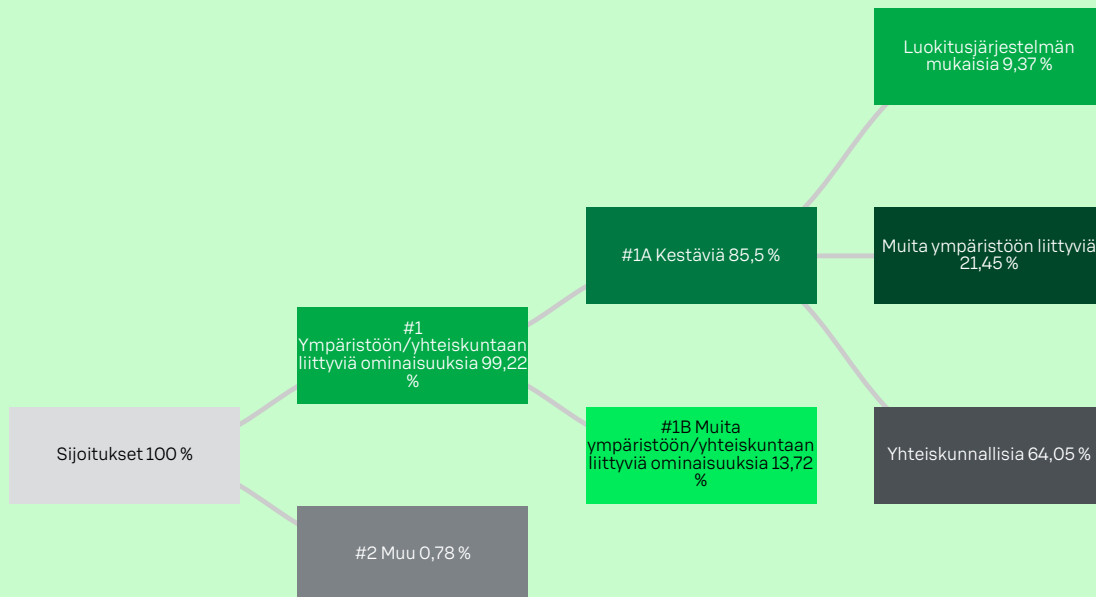 Luokitusjärjestelmän
mukaisia 9,37 %
#1A Kestäviä 85,5 %
Muita ympäristöön liittyviä
21,45 %
#1
Ympäristöön/yhteiskuntaan
liittyviä ominaisuuksia 99,22
%
Sijoitukset 100 %
#1B Muita
ympäristöön/yhteiskuntaan
liittyviä ominaisuuksia 13,72
%
Yhteiskunnallisia 64,05 %
#2 Muu 0,78 %